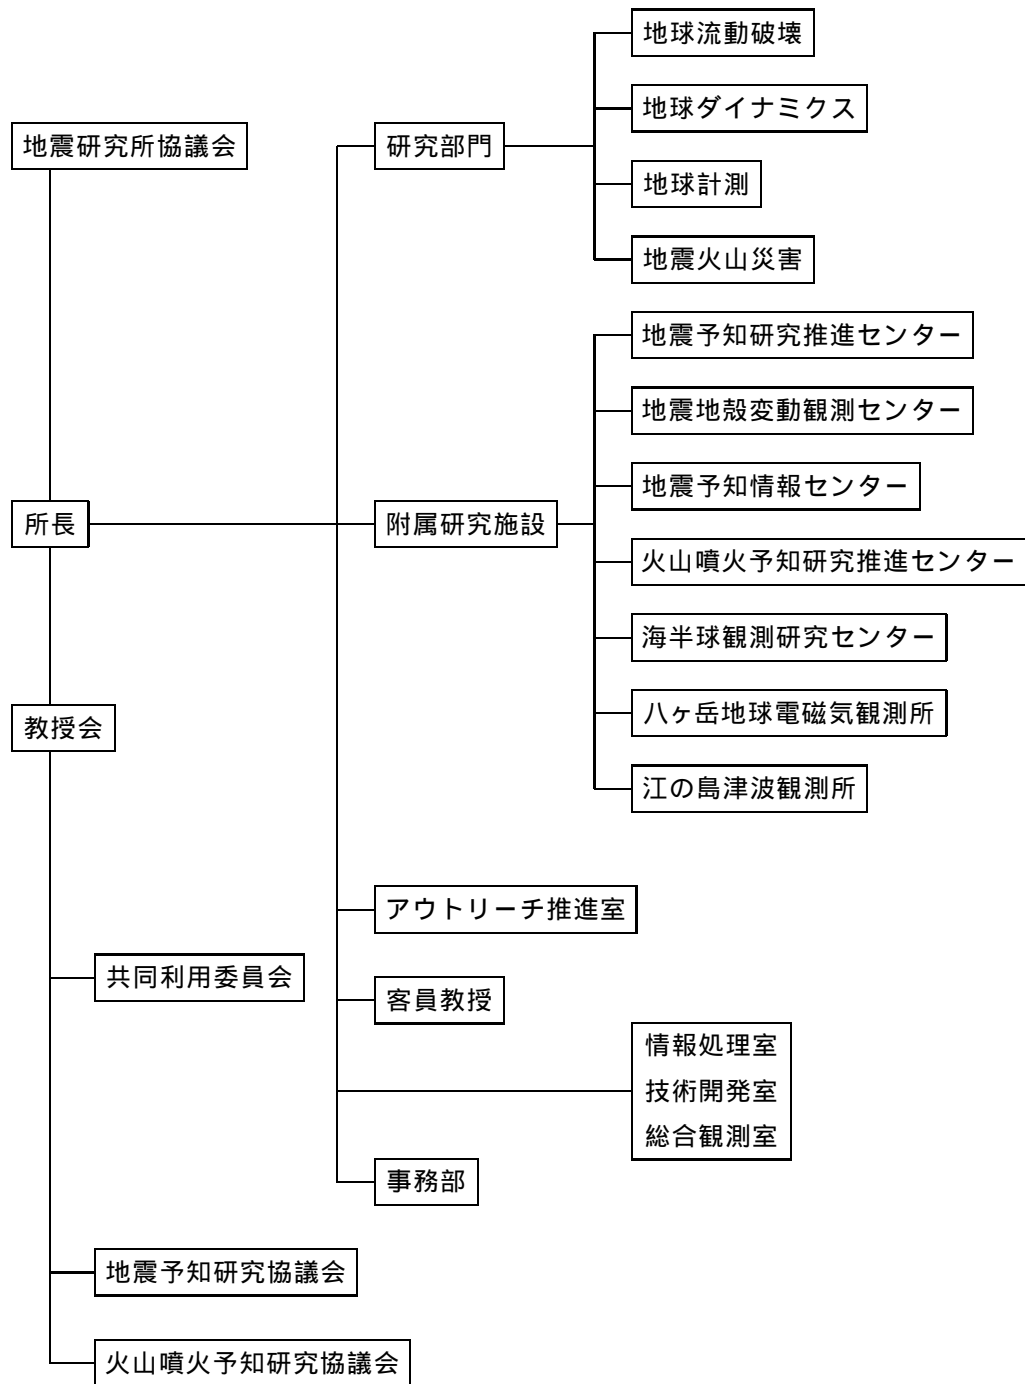 地震研究所協議会
所長
教授会
共同利用委員会
地震予知研究協議会
火山噴火予知研究協議会
研究部門
地球流動破壊
地球ダイナミクス
地球計測
地震火山災害
附属研究施設
地震予知研究推進センター
地震地殻変動観測センター
地震予知情報センター
火山噴火予知研究推進センター
海半球観測研究センター
八ヶ岳地球電磁気観測所
江の島津波観測所
アウトリーチ推進室
客員教授
情報処理室
技術開発室
総合観測室
事務部